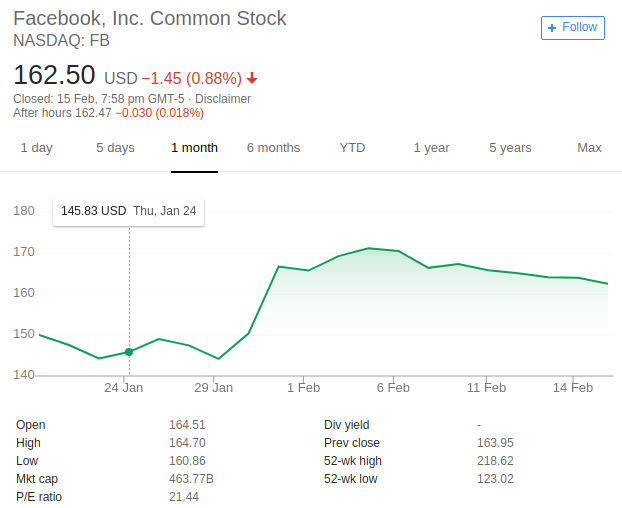 Facebook, Inc. Common Stock
NASDAQ: FB
+ Follow
162.50 USD −1.45 (0.88%)
Closed: 15 Feb, 7:58 pm GMT-5 · Disclaimer
After hours 162.47 −0.030 (0.018%)
1 day 5 days 1 month 6 months YTD 1 year 5 years Max
145.83 USD Thu, Jan 24
180
170
160
150
140
24 Jan 29 Jan 1 Feb 6 Feb 11 Feb 14 Feb
Open 164.51 Div yield -
High 164.70 Prev close 163.95
Low 160.86 52-wk high 218.62
Mkt cap 463.77B 52-wk low 123.02
P/E ratio 21.44